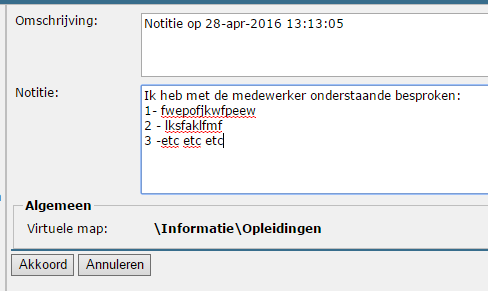 Omschrijving: Notitie op 28-apr-2016 13:13:05
Notitie: Ik heb met de medewerker onderstaande besproken:
1- fwepofjkwfpeew
2 - lksfaklfmf
3 -etc etc etc
Algemeen
Virtuele map: \Informatie\Opleidingen
Akkoord Annuleren